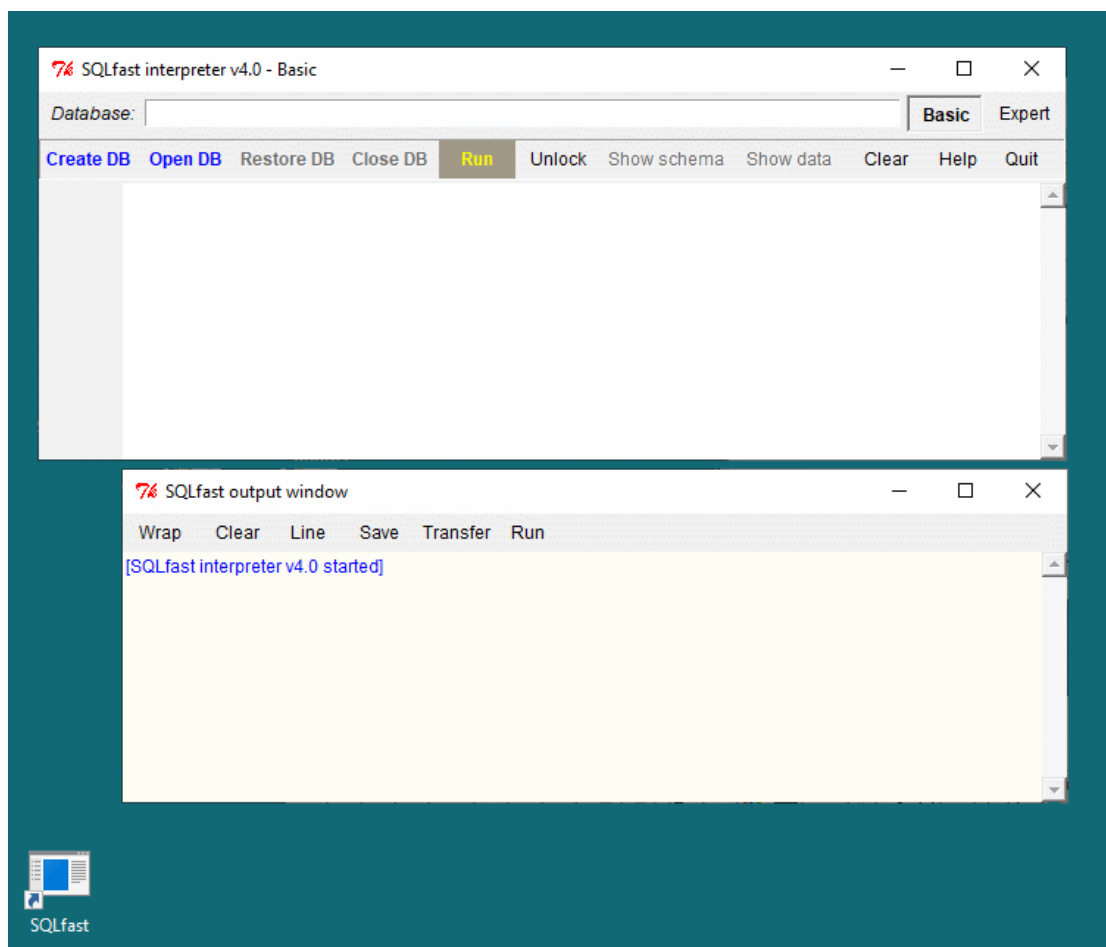 SQLfast interpreter v4.0 - Basic
Database: Basic Expert
Create DB Open DB Restore DB Close DB Run Unlock Show schema Show data Clear Help Quit
SQLfast output window
Wrap Clear Line Save Transfer Run
[SQLfast interpreter v4.0 started]
SQLfast